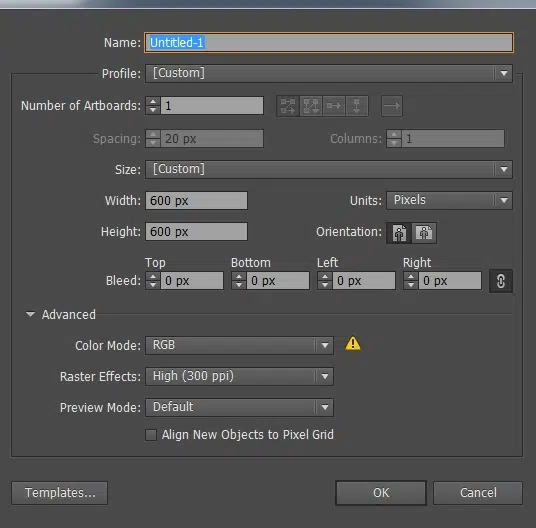 Name: Untitled-1
Profile: [Custom]
Number of Artboards: 1
Spacing: 20 px Columns: 1
Size: [Custom]
Width: 600 px Units: Pixels
Height: 600 px Orientation:
Top Bottom Left Right
Bleed: 0 px 0 px 0 px 0 px
Advanced
Color Mode: RGB
Raster Effects: High (300 ppi)
Preview Mode: Default
Align New Objects to Pixel Grid
Templates... OK Cancel